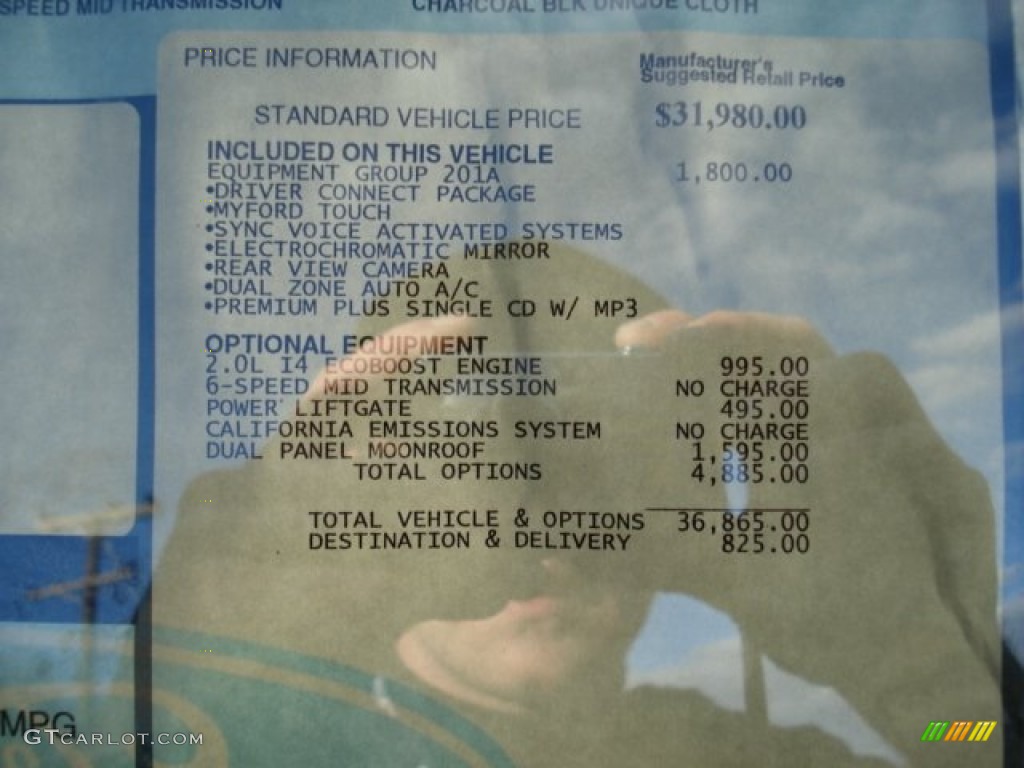 SPEED MID TRANSMISSION
CHARCOAL BLK UNIQUE CLOTH
PRICE INFORMATION
Manufacturer's
Suggested Retail Price
STANDARD VEHICLE PRICE $31,980.00
INCLUDED ON THIS VEHICLE
EQUIPMENT GROUP 201A 1,800.00
•DRIVER CONNECT PACKAGE
•MYFORD TOUCH
•SYNC VOICE ACTIVATED SYSTEMS
•ELECTROCHROMATIC MIRROR
•REAR VIEW CAMERA
•DUAL ZONE AUTO A/C
•PREMIUM PLUS SINGLE CD W/ MP3
OPTIONAL EQUIPMENT
2.0L I4 ECOBOOST ENGINE 995.00
6-SPEED MID TRANSMISSION NO CHARGE
POWER LIFTGATE 495.00
CALIFORNIA EMISSIONS SYSTEM NO CHARGE
DUAL PANEL MOONROOF 1,595.00
TOTAL OPTIONS 4,885.00
TOTAL VEHICLE & OPTIONS 36,865.00
DESTINATION & DELIVERY 825.00
MPG
GTCARLOT.COM